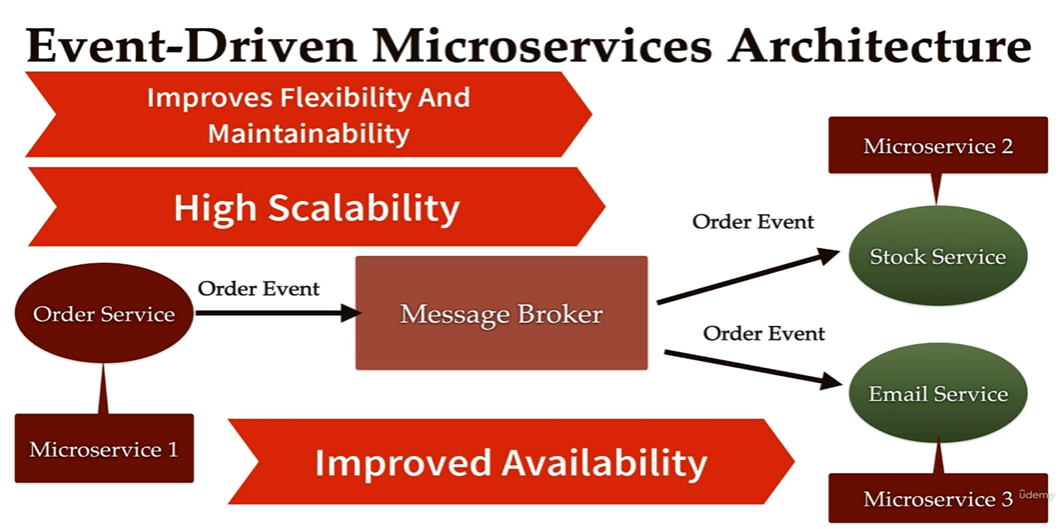 Event-Driven Microservices Architecture
Improves Flexibility And
Maintainability
High Scalability
Microservice 2
Order Event
Stock Service
Order Event
Order Service
Message Broker
Order Event
Email Service
Microservice 1
Improved Availability
Microservice 3
ûdemy